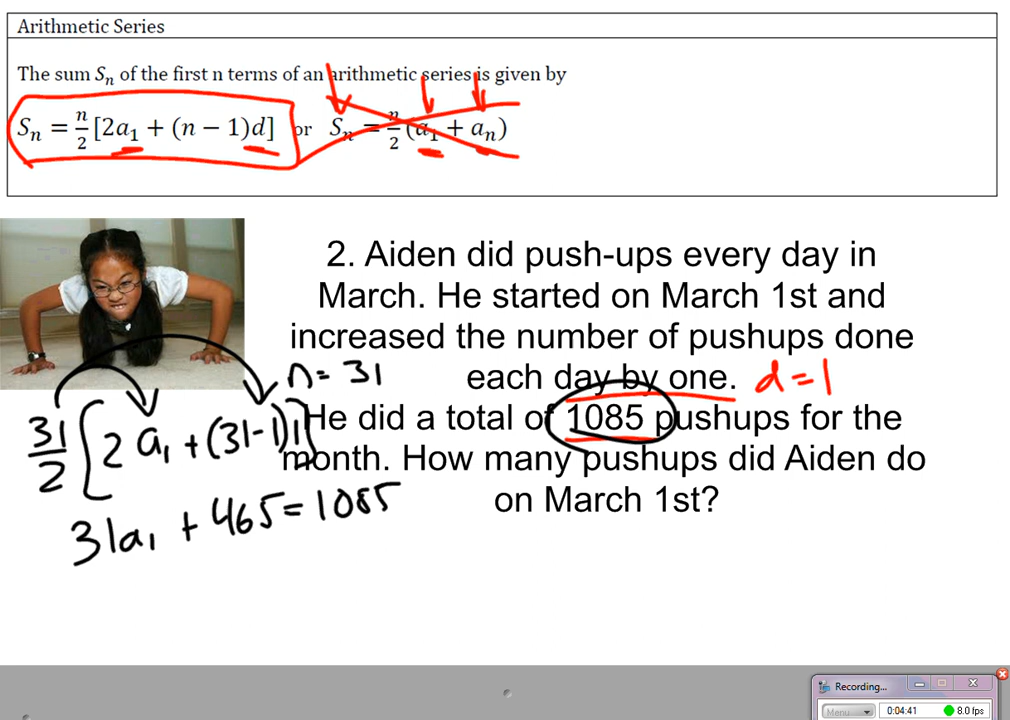 Arithmetic Series
The sum Sₙ of the first n terms of an arithmetic series is given by
Sₙ = n/2 [2a₁ + (n − 1)d] or Sₙ = n/2 (a₁ + aₙ)
2. Aiden did push-ups every day in
March. He started on March 1st and
increased the number of pushups done
n = 31
each day by one. d = 1
He did a total of 1085 pushups for the
31/2 [2a₁ + (31-1)1]
month. How many pushups did Aiden do
on March 1st?
31a₁ + 465 = 1085
Recording...
Menu 0:04:41 8.0 fps